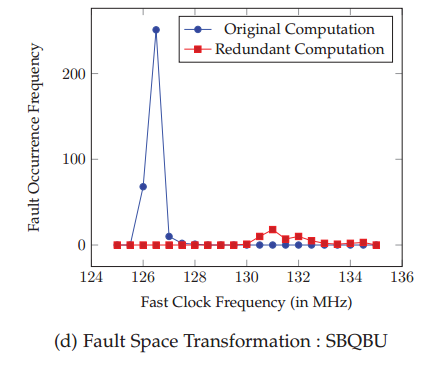 Original Computation
Redundant Computation
Fault Occurrence Frequency
200
100
0
124 126 128 130 132 134 136
Fast Clock Frequency (in MHz)
(d) Fault Space Transformation : SBQBU